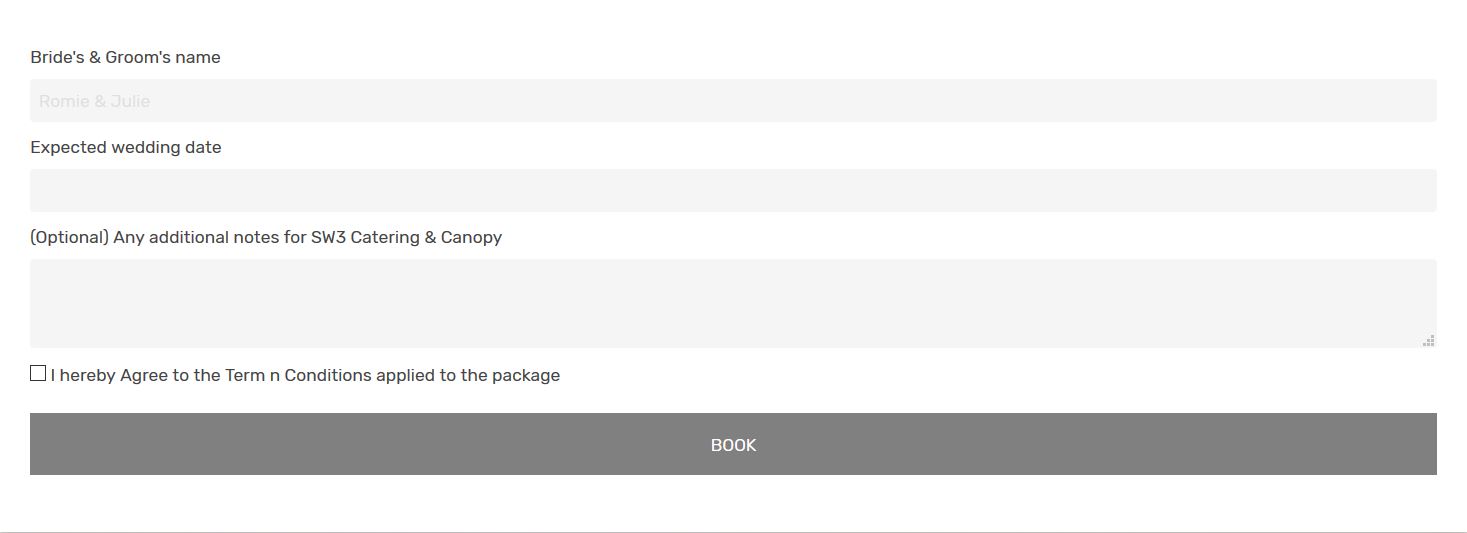 Bride's & Groom's name
Romie & Julie
Expected wedding date
(Optional) Any additional notes for SW3 Catering & Canopy
I hereby Agree to the Term n Conditions applied to the package
BOOK